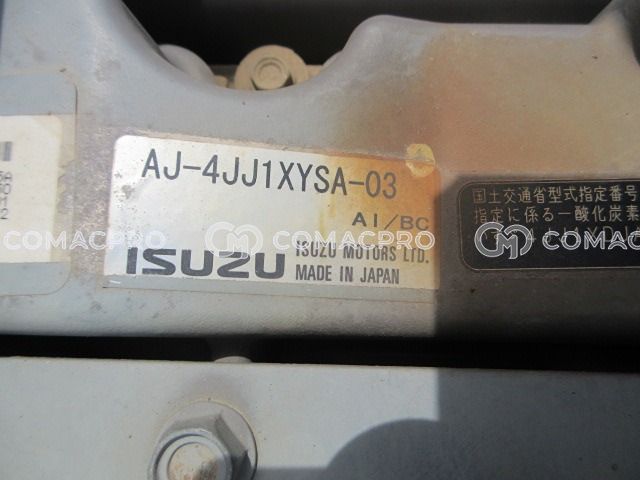 AJ-4JJ1XYSA-03
AI/BC
ISUZU
ISUZU MOTORS LTD.
MADE IN JAPAN
国土交通省型式指定番号
指定に係る一酸化炭素
COMACPRO
COMACPRO
COMACPRO